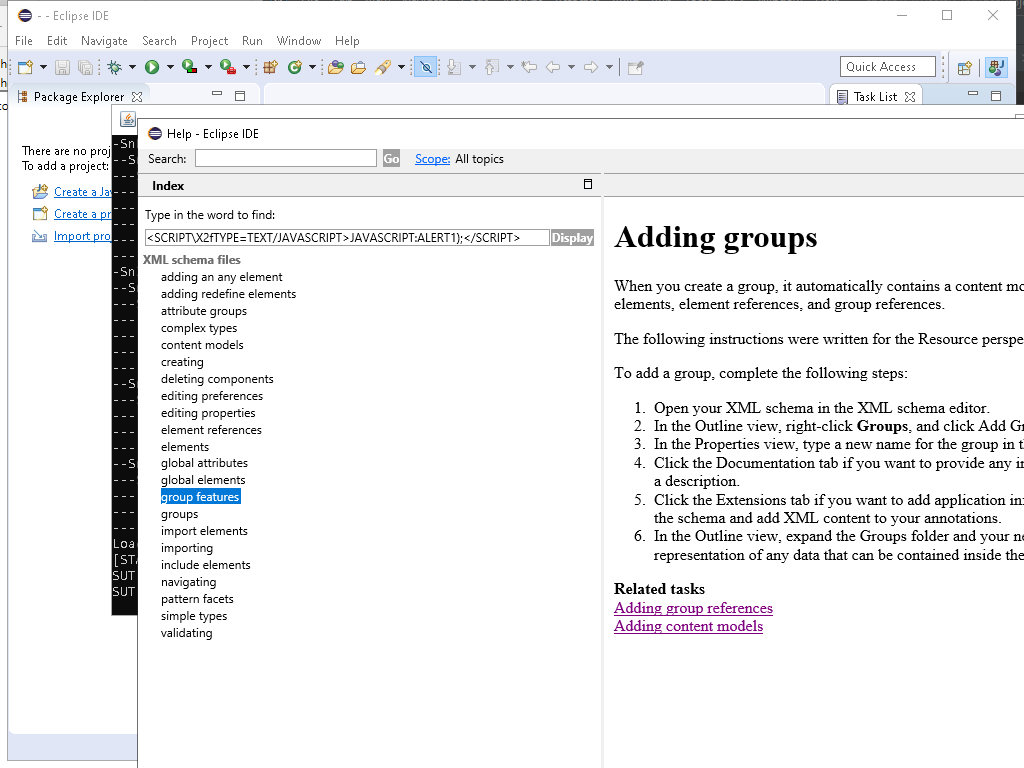 - - Eclipse IDE
File Edit Navigate Search Project Run Window Help
Quick Access
Package Explorer
Task List
There are no proj
To add a project:
Create a Ja
Create a pr
Import pro
Help - Eclipse IDE
Search:
Go
Scope: All topics
Index
Type in the word to find:
<SCRIPT\X2fTYPE=TEXT/JAVASCRIPT>JAVASCRIPT:ALERT1);</SCRIPT>
Display
XML schema files
adding an any element
adding redefine elements
attribute groups
complex types
content models
creating
deleting components
editing preferences
editing properties
element references
elements
global attributes
global elements
group features
groups
import elements
importing
include elements
navigating
pattern facets
simple types
validating
Loa
[STA
SUT
SUT
Adding groups
When you create a group, it automatically contains a content mo
elements, element references, and group references.
The following instructions were written for the Resource perspe
To add a group, complete the following steps:
1. Open your XML schema in the XML schema editor.
2. In the Outline view, right-click Groups, and click Add Gr
3. In the Properties view, type a new name for the group in th
4. Click the Documentation tab if you want to provide any in
a description.
5. Click the Extensions tab if you want to add application inf
the schema and add XML content to your annotations.
6. In the Outline view, expand the Groups folder and your ne
representation of any data that can be contained inside the
Related tasks
Adding group references
Adding content models